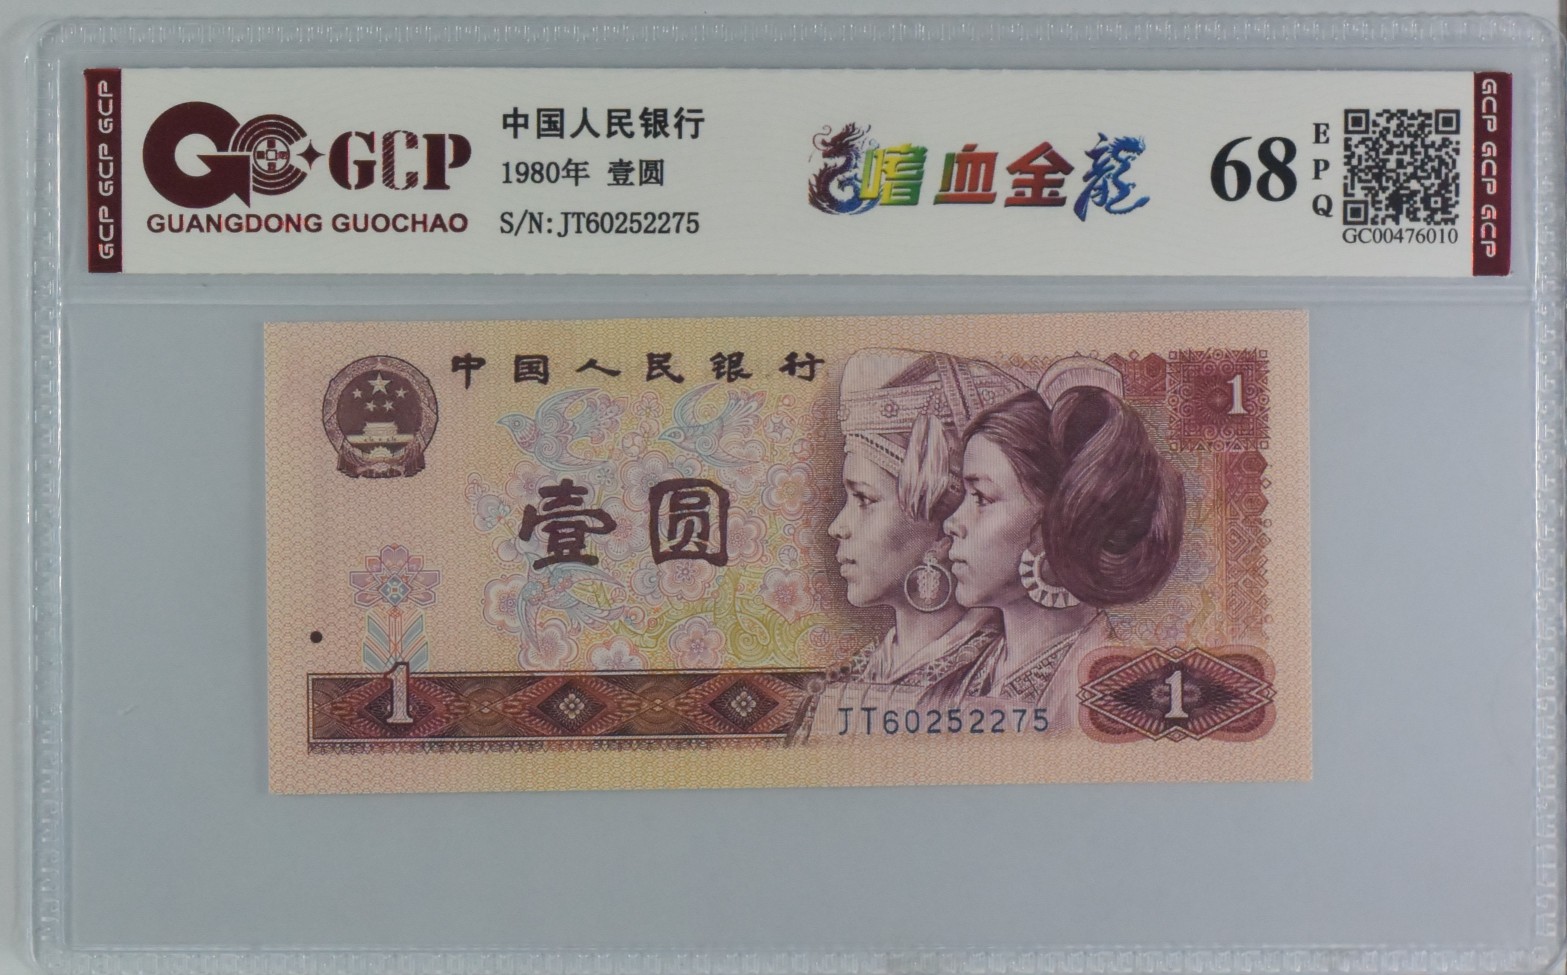 GCP GCP GCP
GCP
GUANGDONG GUOCHAO
中国人民银行
1980年 壹圆
S/N:JT60252275
嗜血金龍
68
EPQ
GC00476010
GCP GCP GCP
中国人民银行
1
壹圆
1
JT60252275
1